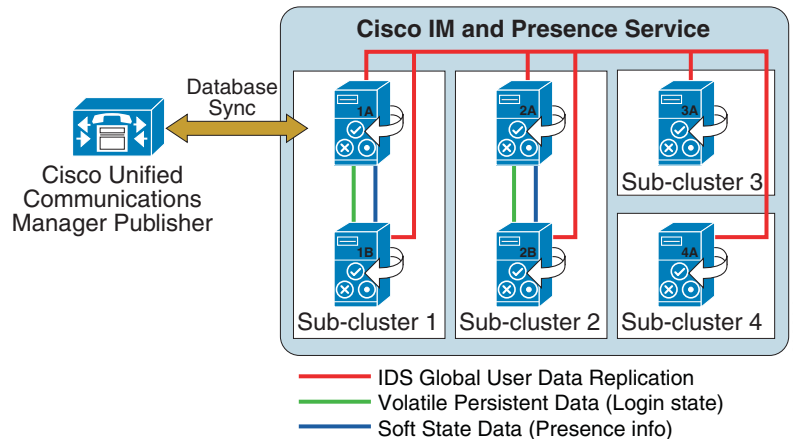 Cisco IM and Presence Service
Database
Sync
Cisco Unified
Communications
Manager Publisher
1A
2A
3A
Sub-cluster 3
1B
2B
4A
Sub-cluster 1
Sub-cluster 2
Sub-cluster 4
IDS Global User Data Replication
Volatile Persistent Data (Login state)
Soft State Data (Presence info)